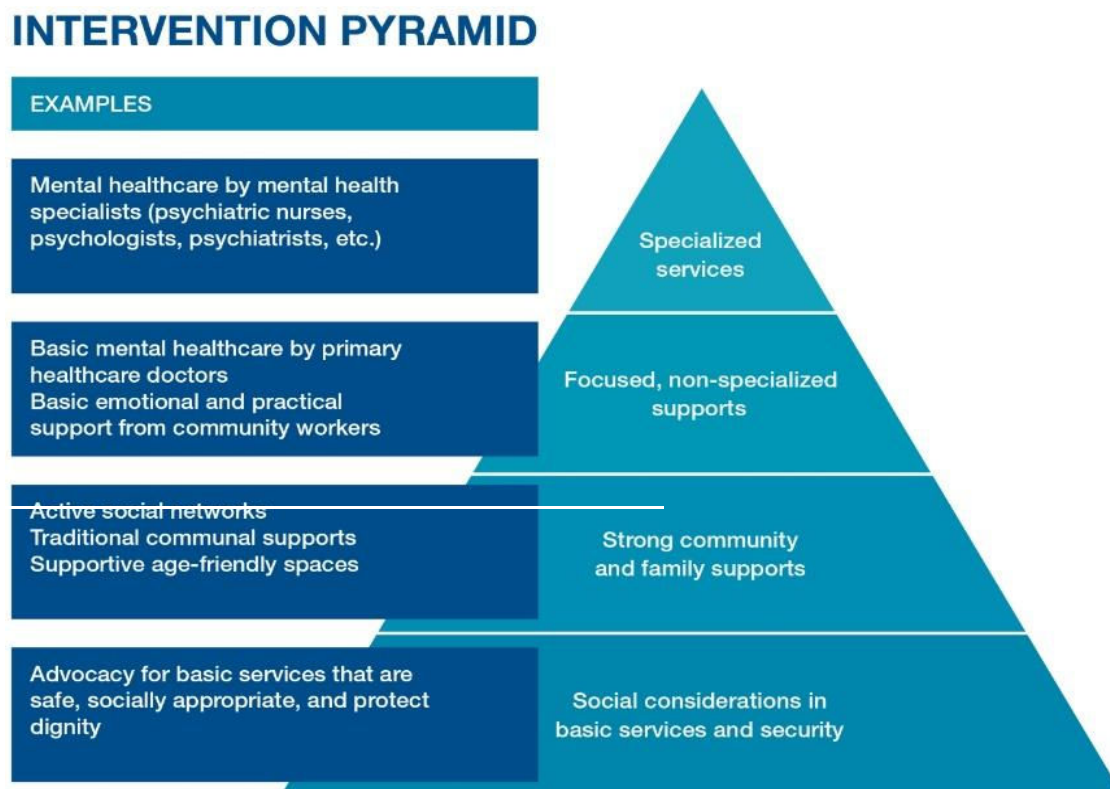 INTERVENTION PYRAMID
EXAMPLES
Mental healthcare by mental health
specialists (psychiatric nurses,
psychologists, psychiatrists, etc.)
Specialized
services
Basic mental healthcare by primary
healthcare doctors
Basic emotional and practical
support from community workers
Focused, non-specialized
supports
Active social networks
Traditional communal supports
Supportive age-friendly spaces
Strong community
and family supports
Advocacy for basic services that are
safe, socially appropriate, and protect
dignity
Social considerations in
basic services and security